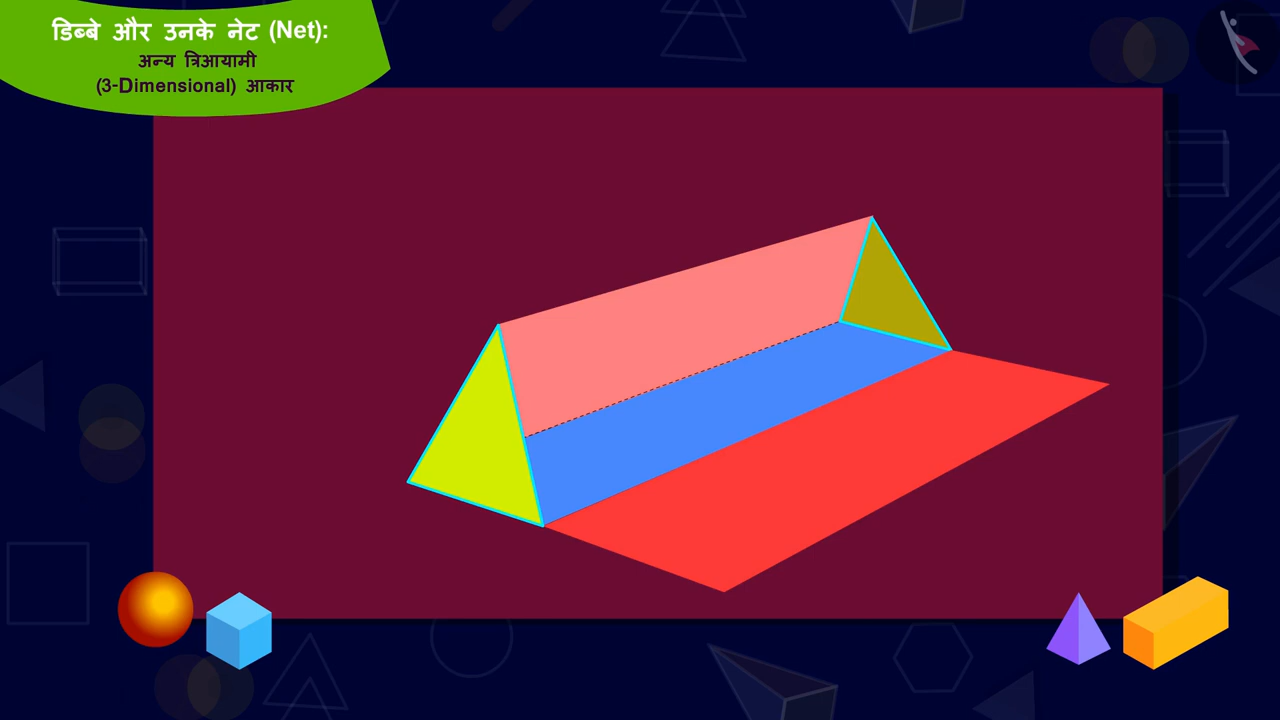 डिब्बे और उनके नेट (Net):
अन्य त्रिआयामी
(3-Dimensional) आकार